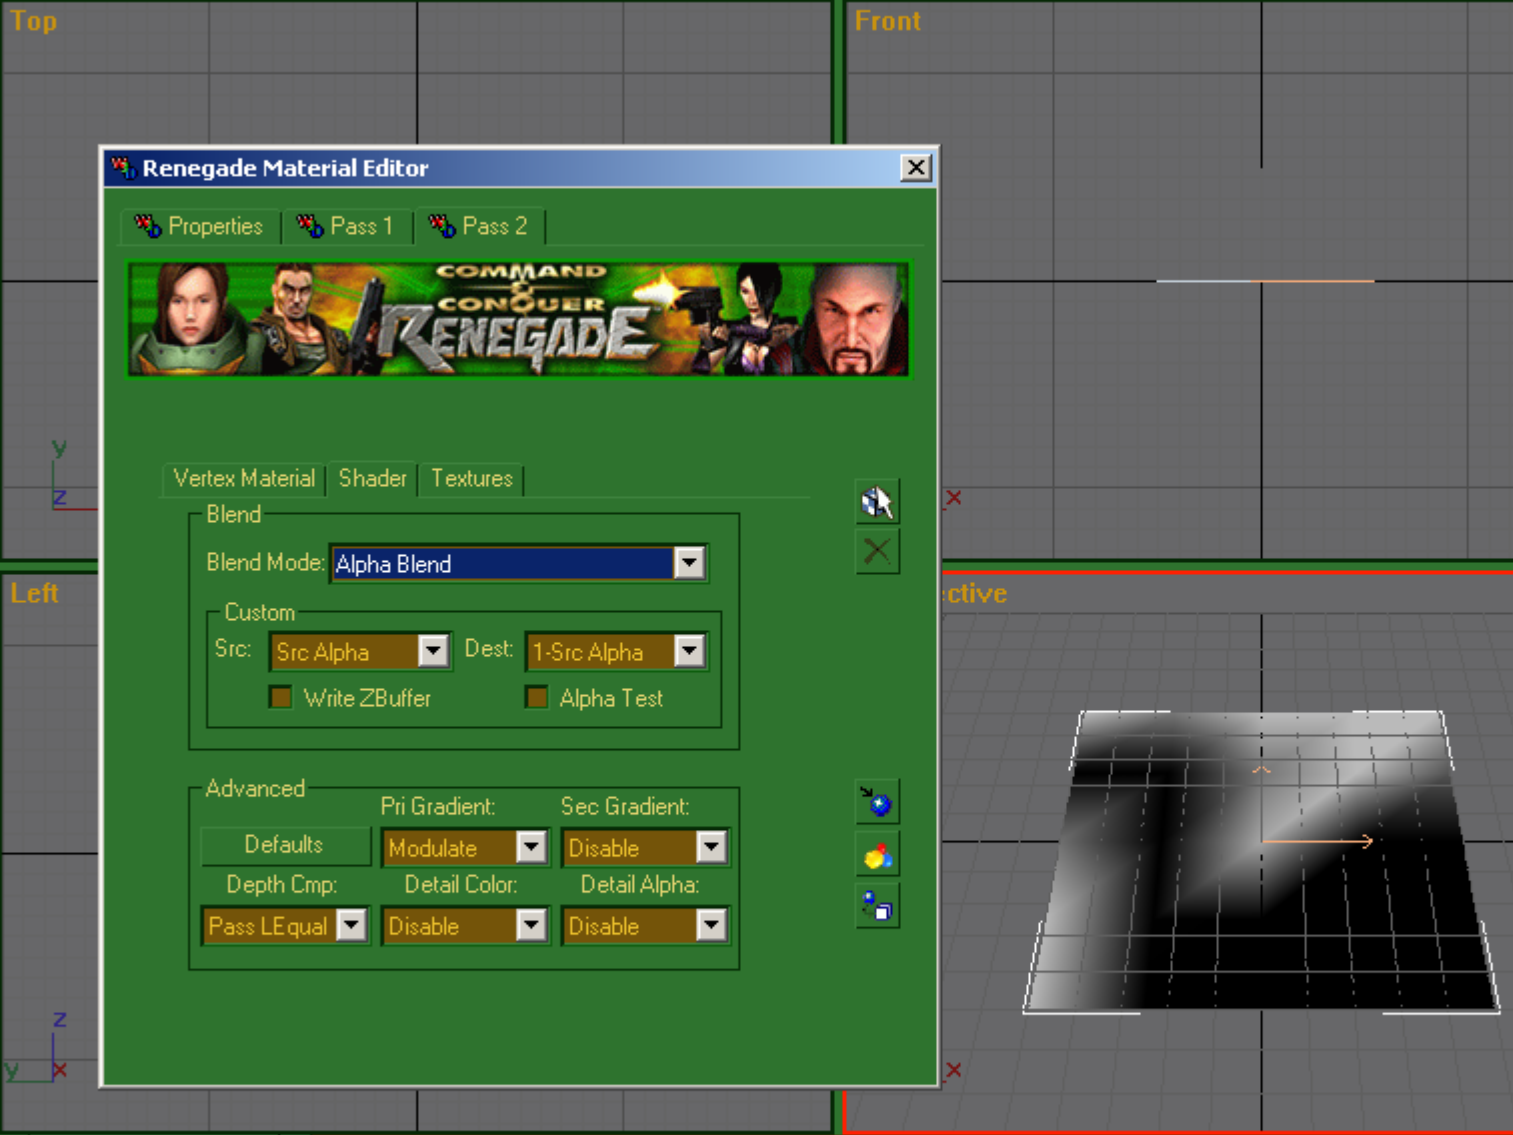 Top
Front
Renegade Material Editor
Properties
Pass 1
Pass 2
COMMAND
&
CONQUER
RENEGADE
y
z
x
Vertex Material
Shader
Textures
Blend
Blend Mode:
Alpha Blend
Custom
Src:
Src Alpha
Dest:
1-Src Alpha
Write ZBuffer
Alpha Test
Left
ctive
Advanced
Pri Gradient:
Sec Gradient:
Defaults
Modulate
Disable
Depth Cmp:
Detail Color:
Detail Alpha:
Pass LEqual
Disable
Disable
z
y
x
x